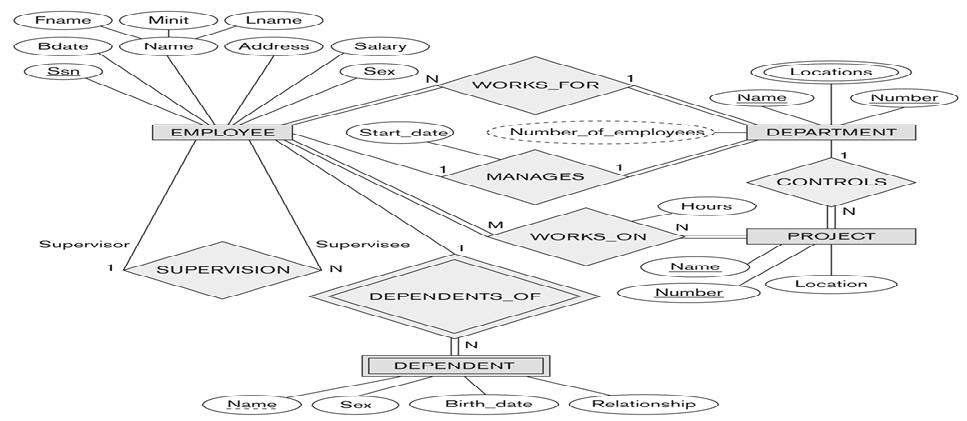 Fname
Minit
Lname
Bdate
Name
Address
Salary
Ssn
Sex
N
WORKS_FOR
1
Locations
Name
Number
EMPLOYEE
Start_date
Number_of_employees
DEPARTMENT
1
MANAGES
1
1
CONTROLS
N
Hours
M
WORKS_ON
N
PROJECT
Supervisor
Supervisee
1
SUPERVISION
N
1
Name
Number
Location
DEPENDENTS_OF
N
DEPENDENT
Name
Sex
Birth_date
Relationship